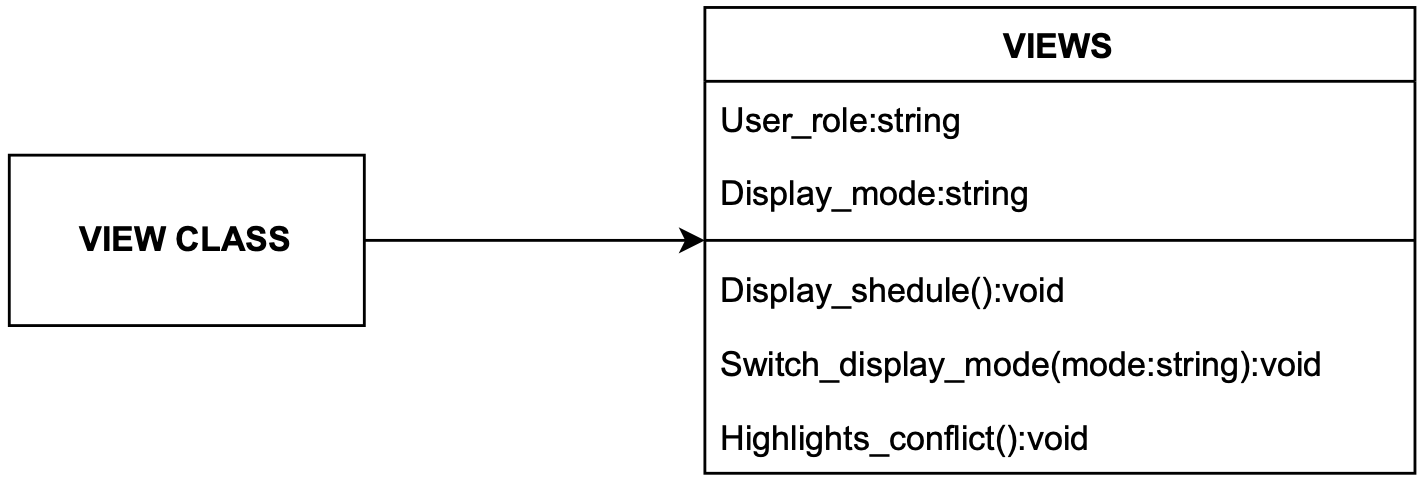 VIEW CLASS
VIEWS
User_role:string
Display_mode:string
Display_shedule():void
Switch_display_mode(mode:string):void
Highlights_conflict():void